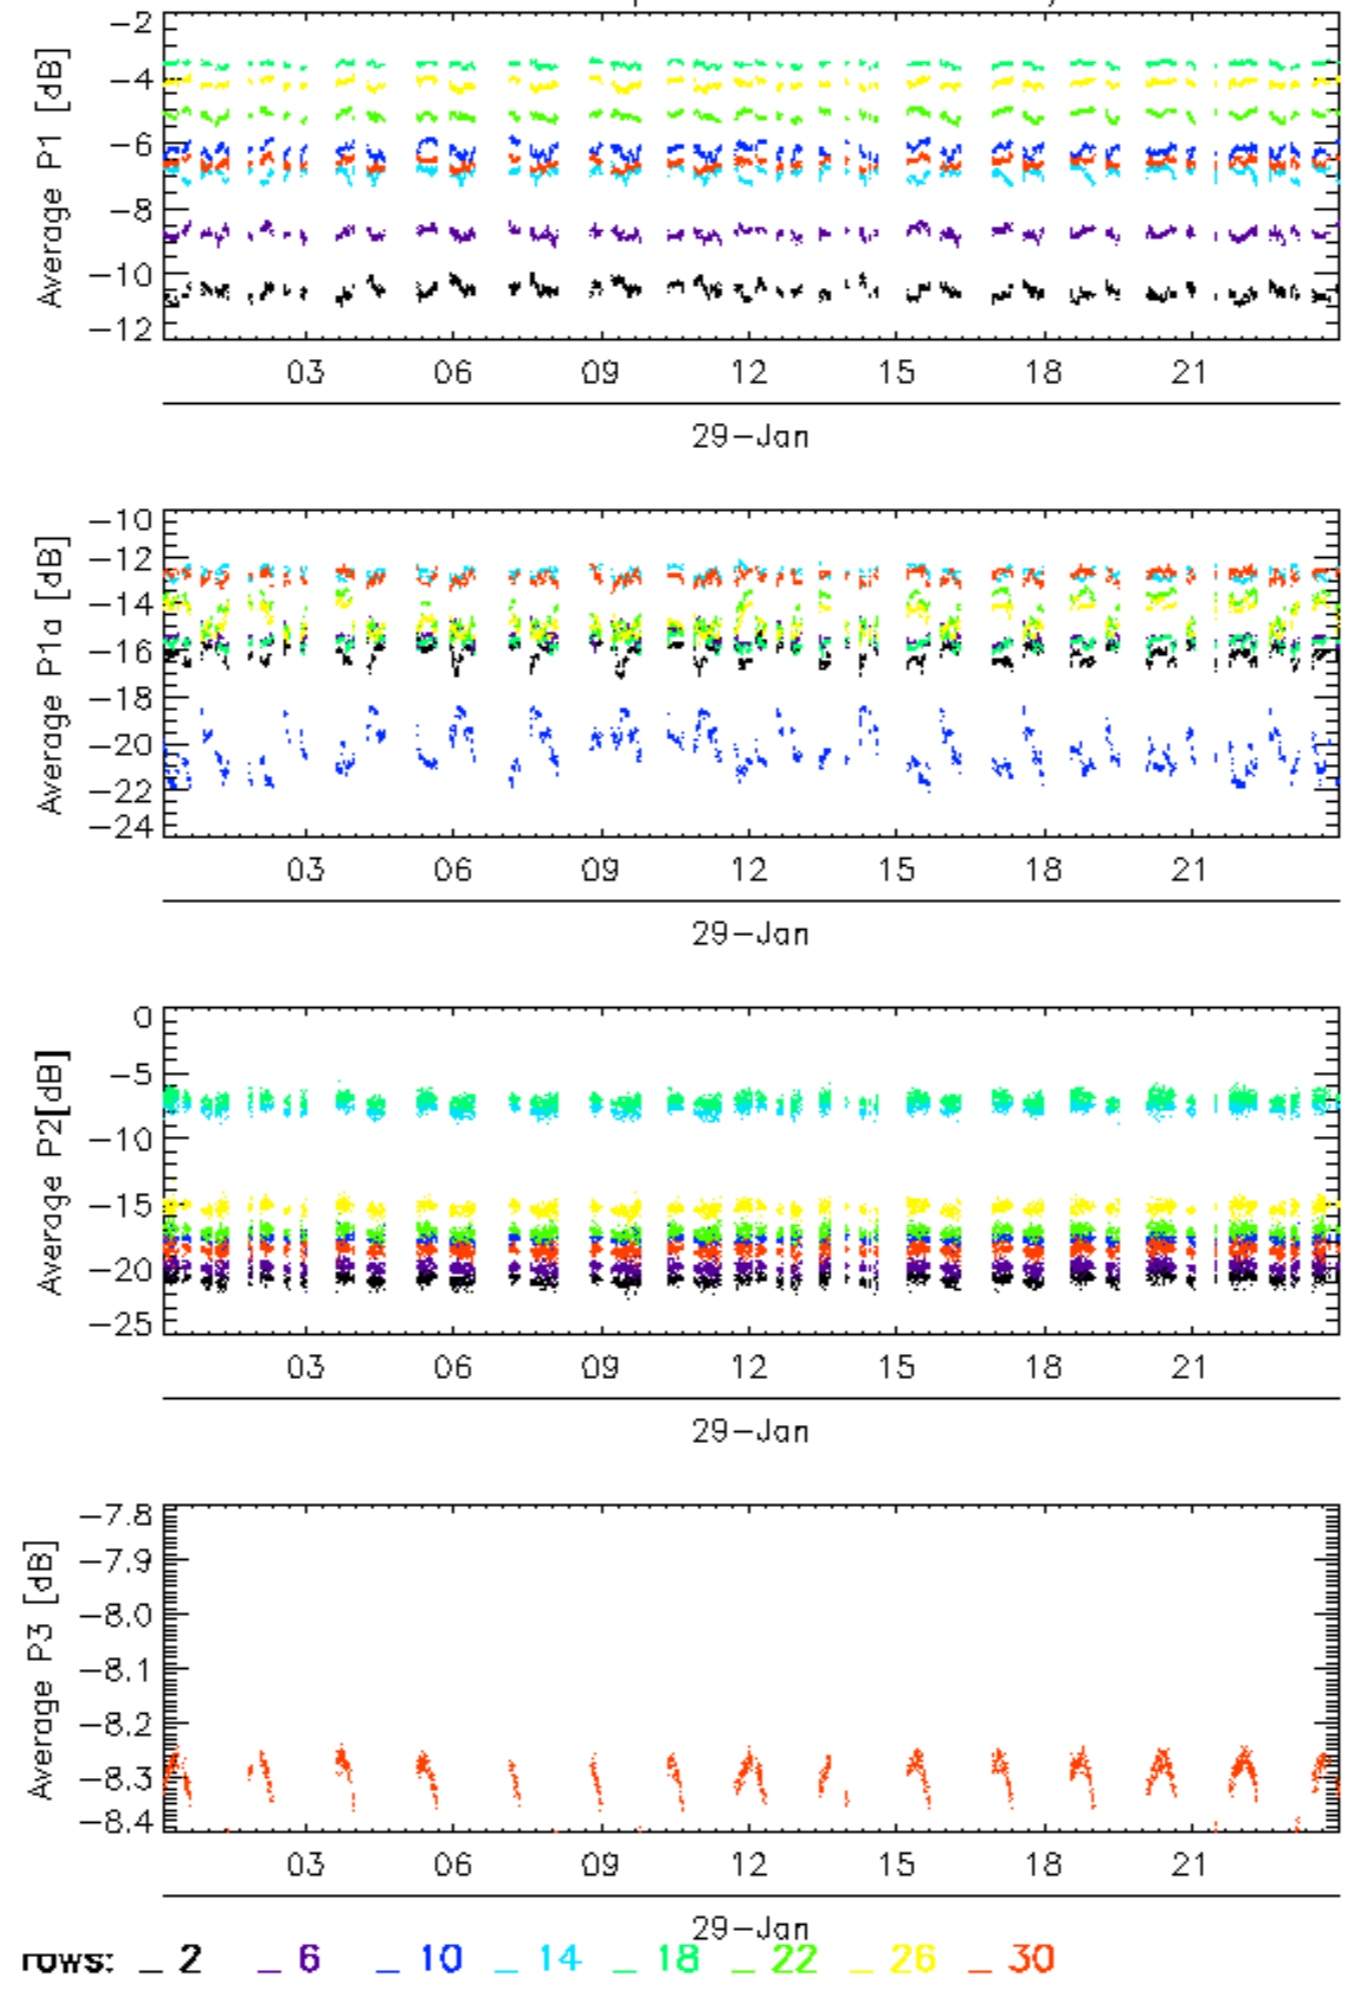 Average P1 [dB]
−2
−4
−6
−8
−10
−12
03 06 09 12 15 18 21
29−Jan
Average P1a [dB]
−10
−12
−14
−16
−18
−20
−22
−24
03 06 09 12 15 18 21
29−Jan
Average P2[dB]
0
−5
−10
−15
−20
−25
03 06 09 12 15 18 21
29−Jan
Average P3 [dB]
−7.8
−7.9
−8.0
−8.1
−8.2
−8.3
−8.4
03 06 09 12 15 18 21
29−Jan
rows: _ 2 _ 6 _ 10 _ 14 _ 18 _ 22 _ 26 _ 30